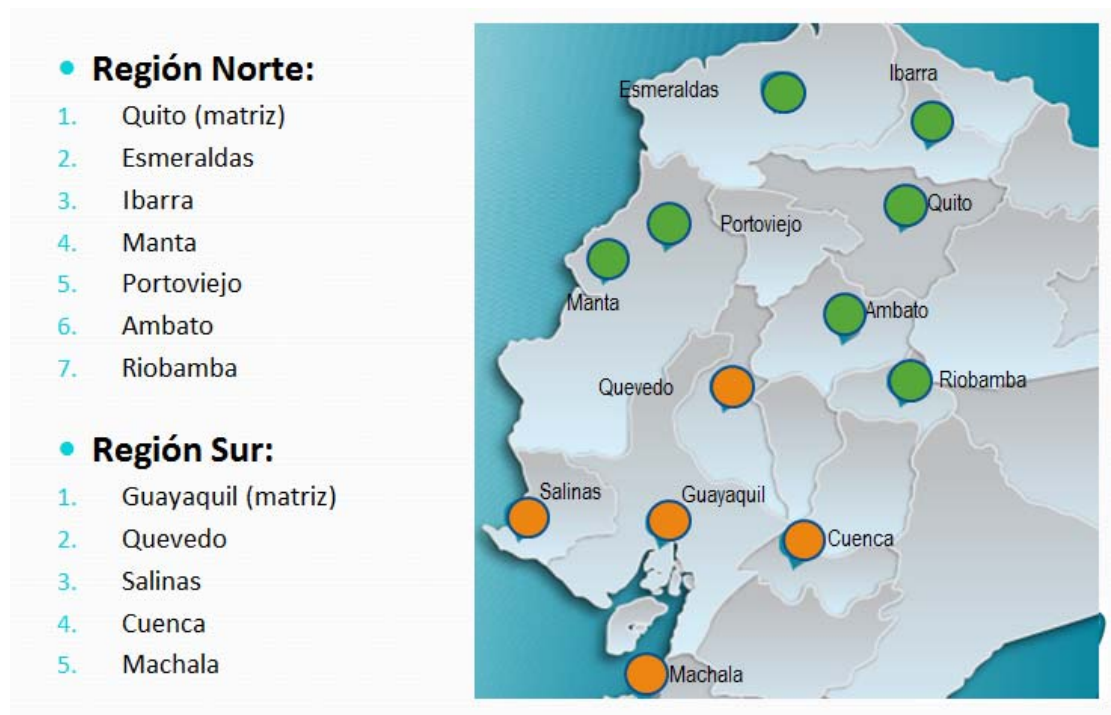 • Región Norte:
1. Quito (matriz)
2. Esmeraldas
3. Ibarra
4. Manta
5. Portoviejo
6. Ambato
7. Riobamba
• Región Sur:
1. Guayaquil (matriz)
2. Quevedo
3. Salinas
4. Cuenca
5. Machala
Ibarra
Esmeraldas
Quito
Portoviejo
Manta
Ambato
Riobamba
Quevedo
Salinas
Guayaquil
Cuenca
Machala